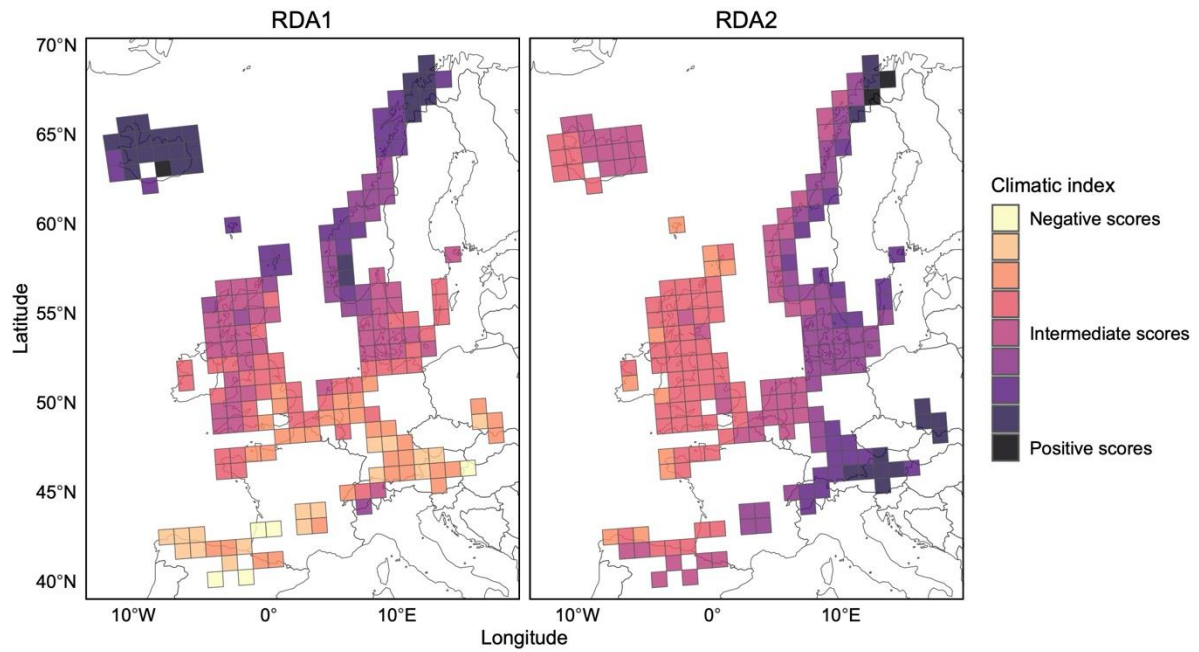 RDA1
RDA2
70°N
65°N
60°N
55°N
50°N
45°N
40°N
Latitude
10°W
0°
10°E
10°W
0°
10°E
Longitude
Climatic index
Negative scores
Intermediate scores
Positive scores